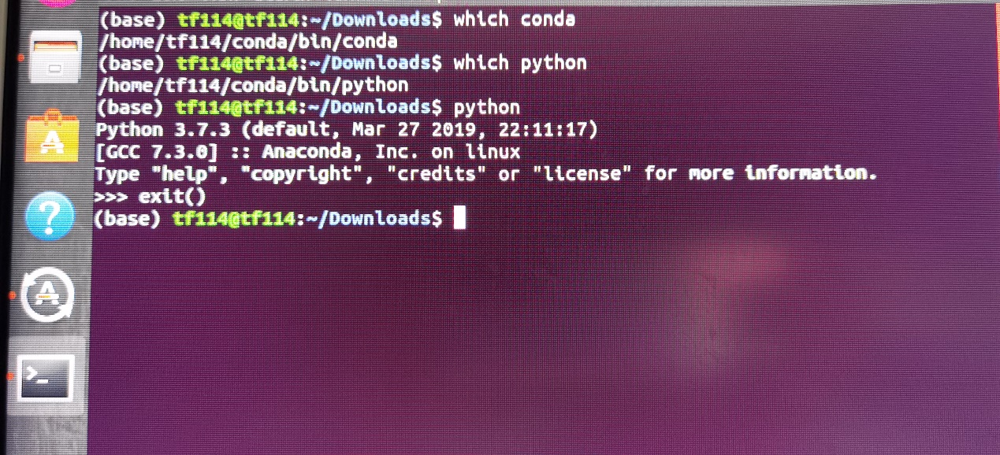 (base) tf114@tf114:~/Downloads$ which conda
/home/tf114/conda/bin/conda
(base) tf114@tf114:~/Downloads$ which python
/home/tf114/conda/bin/python
(base) tf114@tf114:~/Downloads$ python
Python 3.7.3 (default, Mar 27 2019, 22:11:17)
[GCC 7.3.0] :: Anaconda, Inc. on linux
Type "help", "copyright", "credits" or "license" for more information.
>>> exit()
(base) tf114@tf114:~/Downloads$